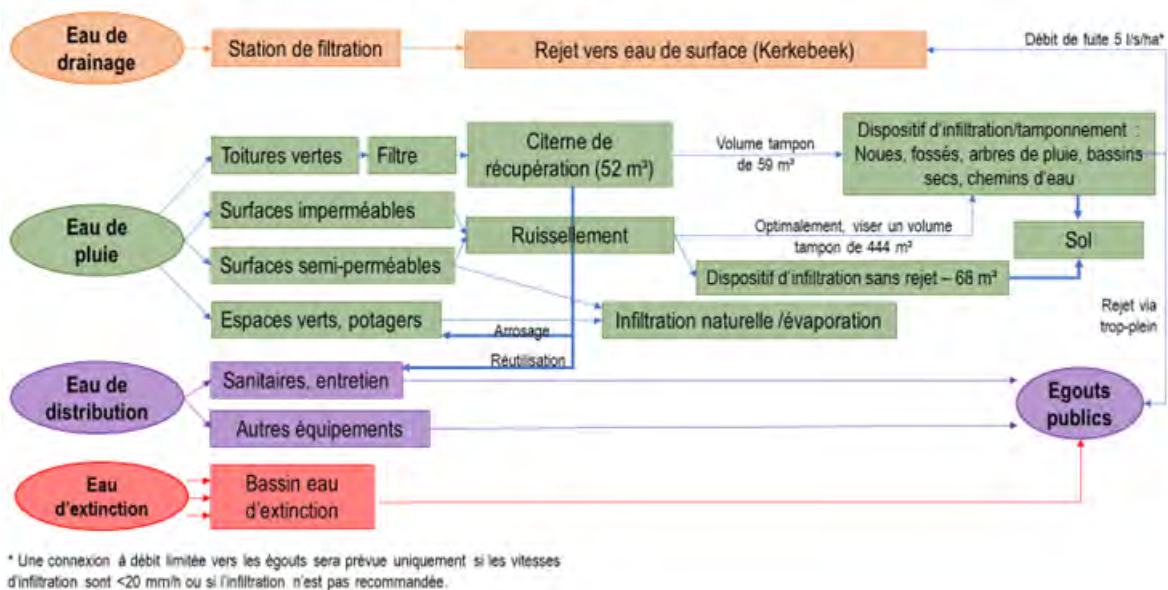 Eau de
drainage
Station de filtration
Rejet vers eau de surface (Kerkebeek)
Débit de fuite 5 l/s/ha*
Eau de
pluie
Toitures vertes
Filtre
Citerne de
récupération (52 m³)
Volume tampon
de 59 m³
Dispositif d'infiltration/tamponnement :
Noues, fossés, arbres de pluie, bassins
secs, chemins d'eau
Surfaces imperméables
Surfaces semi-perméables
Ruissellement
Optimalement, viser un volume
tampon de 444 m³
Sol
Dispositif d'infiltration sans rejet – 68 m³
Espaces verts, potagers
Infiltration naturelle /évaporation
Arrosage
Rejet via
trop-plein
Réutilisation
Eau de
distribution
Sanitaires, entretien
Autres équipements
Egouts
publics
Eau
d'extinction
Bassin eau
d'extinction
* Une connexion à débit limitée vers les égouts sera prévue uniquement si les vitesses
d'infiltration sont <20 mm/h ou si l'infiltration n'est pas recommandée.